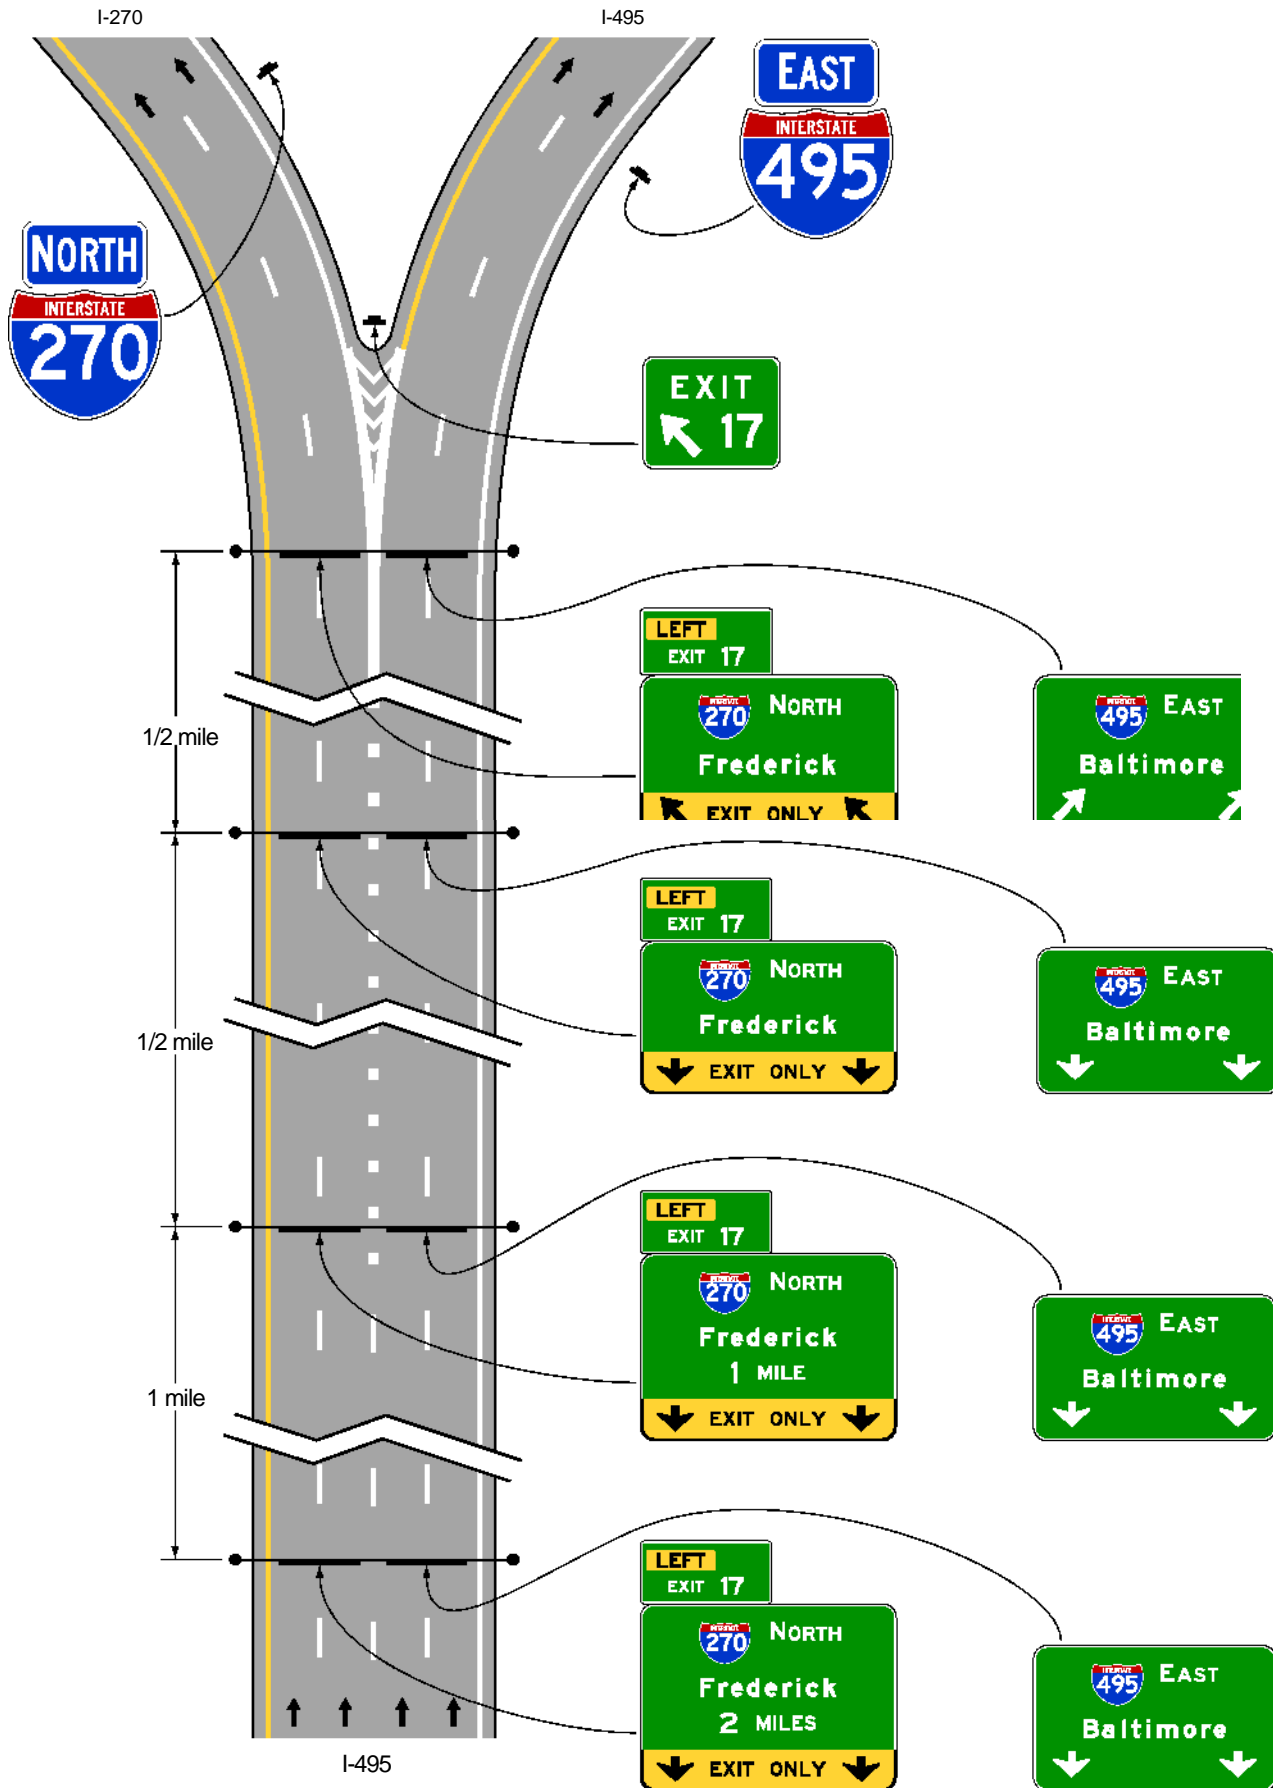 I-270
I-495
EAST
INTERSTATE
495
NORTH
INTERSTATE
270
EXIT
17
LEFT
EXIT 17
270 NORTH
Frederick
EXIT ONLY
495 EAST
Baltimore
1/2 mile
LEFT
EXIT 17
270 NORTH
Frederick
EXIT ONLY
495 EAST
Baltimore
1/2 mile
LEFT
EXIT 17
270 NORTH
Frederick
1 MILE
EXIT ONLY
495 EAST
Baltimore
1 mile
LEFT
EXIT 17
270 NORTH
Frederick
2 MILES
EXIT ONLY
495 EAST
Baltimore
I-495